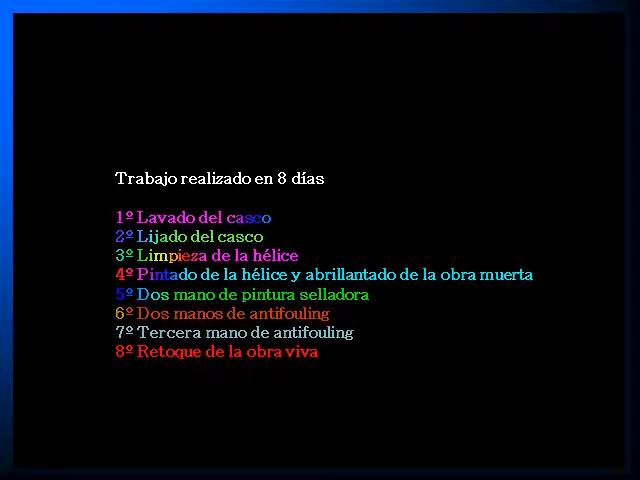 Trabajo realizado en 8 días
1º Lavado del casco
2º Lijado del casco
3º Limpieza de la hélice
4º Pintado de la hélice y abrillantado de la obra muerta
5º Dos mano de pintura selladora
6º Dos manos de antifouling
7º Tercera mano de antifouling
8º Retoque de la obra viva